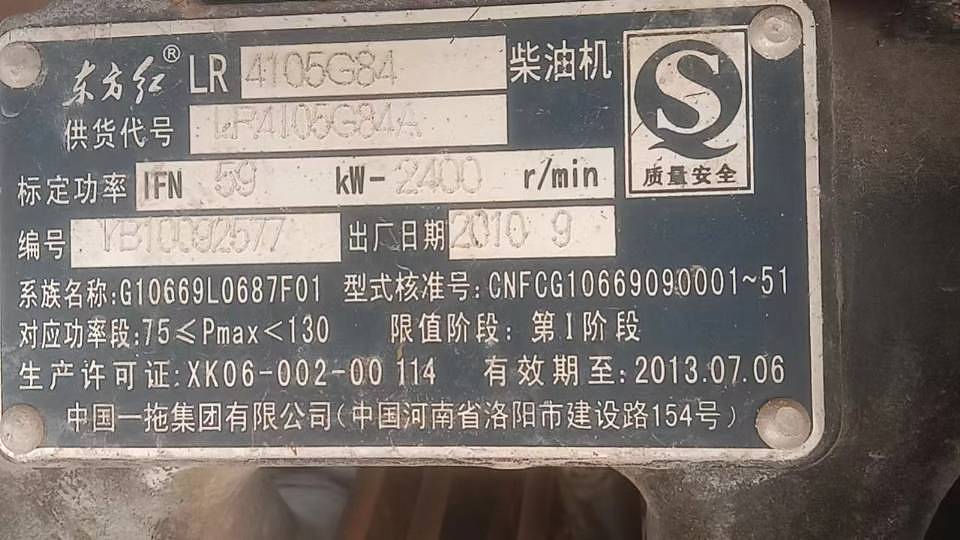 东方红® LR 4105G84 柴油机
供货代号 LR4105G84A
标定功率 IFN 59 kW- 2400 r/min
质量安全
编号 YB10092577 出厂日期 2010 9
系族名称:G10669L0687F01 型式核准号:CNFCG10669090001~51
对应功率段:75≤Pmax<130 限值阶段:第Ⅰ阶段
生产许可证:XK06-002-00 114 有效期至:2013.07.06
中国一拖集团有限公司(中国河南省洛阳市建设路154号)